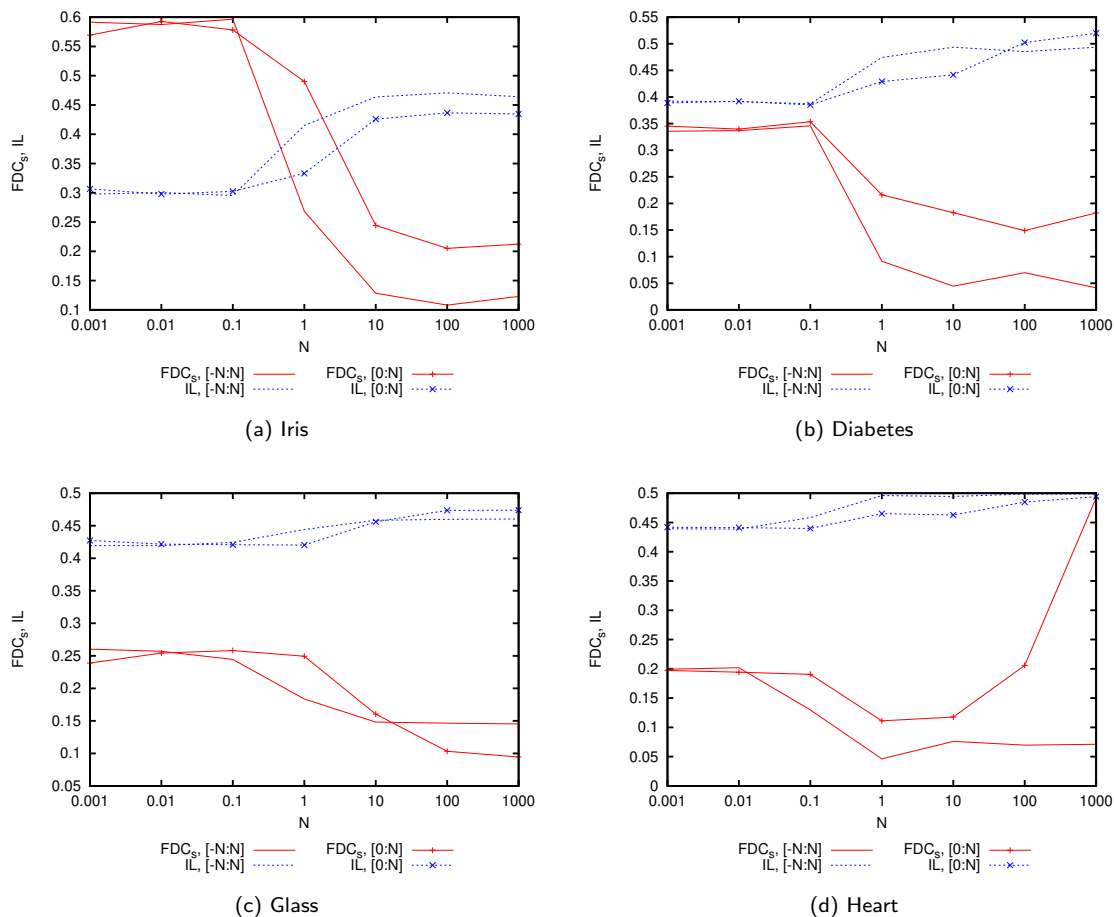 0.6
0.55
0.5
0.45
0.4
0.35
0.3
0.25
0.2
0.15
0.1
FDCs, IL
0.001 0.01 0.1 1 10 100 1000
N
FDCs, [-N:N] FDCs, [0:N]
IL, [-N:N] IL, [0:N]
(a) Iris
0.55
0.5
0.45
0.4
0.35
0.3
0.25
0.2
0.15
0.1
0.05
0
FDCs, IL
0.001 0.01 0.1 1 10 100 1000
N
FDCs, [-N:N] FDCs, [0:N]
IL, [-N:N] IL, [0:N]
(b) Diabetes
0.5
0.45
0.4
0.35
0.3
0.25
0.2
0.15
0.1
0.05
FDCs, IL
0.001 0.01 0.1 1 10 100 1000
N
FDCs, [-N:N] FDCs, [0:N]
IL, [-N:N] IL, [0:N]
(c) Glass
0.5
0.45
0.4
0.35
0.3
0.25
0.2
0.15
0.1
0.05
0
FDCs, IL
0.001 0.01 0.1 1 10 100 1000
N
FDCs, [-N:N] FDCs, [0:N]
IL, [-N:N] IL, [0:N]
(d) Heart